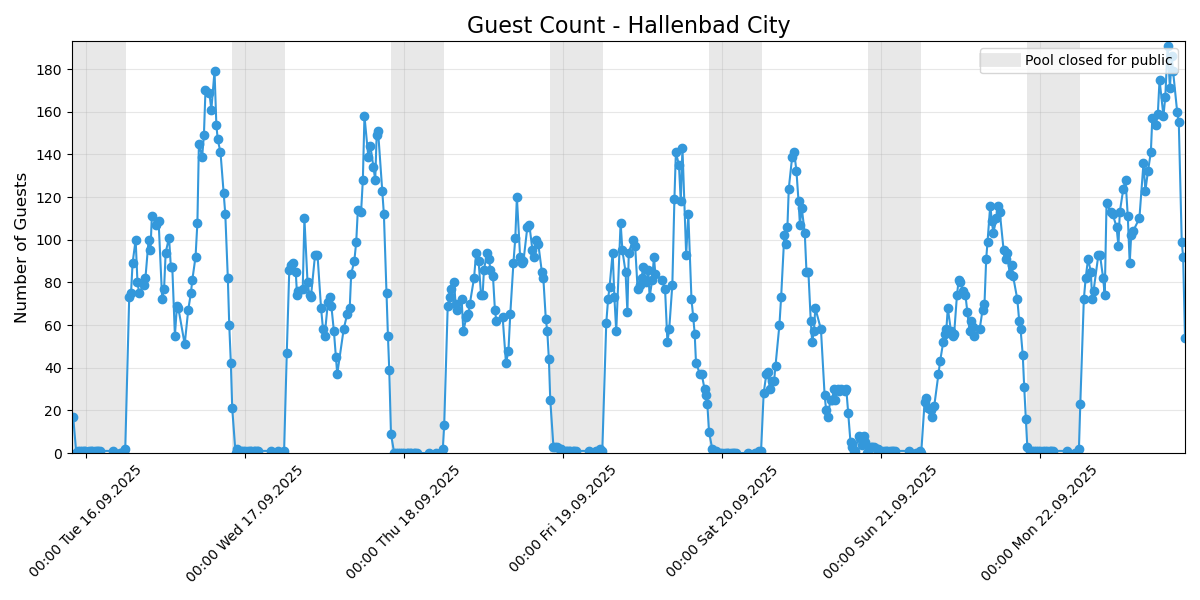 Guest Count - Hallenbad City
Pool closed for public
Number of Guests
180
160
140
120
100
80
60
40
20
0
00:00 Tue 16.09.2025
00:00 Wed 17.09.2025
00:00 Thu 18.09.2025
00:00 Fri 19.09.2025
00:00 Sat 20.09.2025
00:00 Sun 21.09.2025
00:00 Mon 22.09.2025